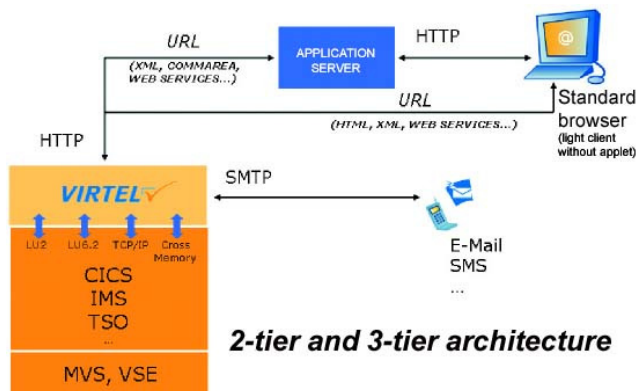 URL
(XML, COMMAREA,
WEB SERVICES...)
APPLICATION
SERVER
HTTP
@
URL
(HTML, XML, WEB SERVICES...)
Standard
browser
(light client
without applet)
HTTP
VIRTEL
SMTP
LU2 LU6.2 TCP/IP Cross
Memory
CICS
IMS
TSO
...
E-Mail
SMS
...
2-tier and 3-tier architecture
MVS, VSE